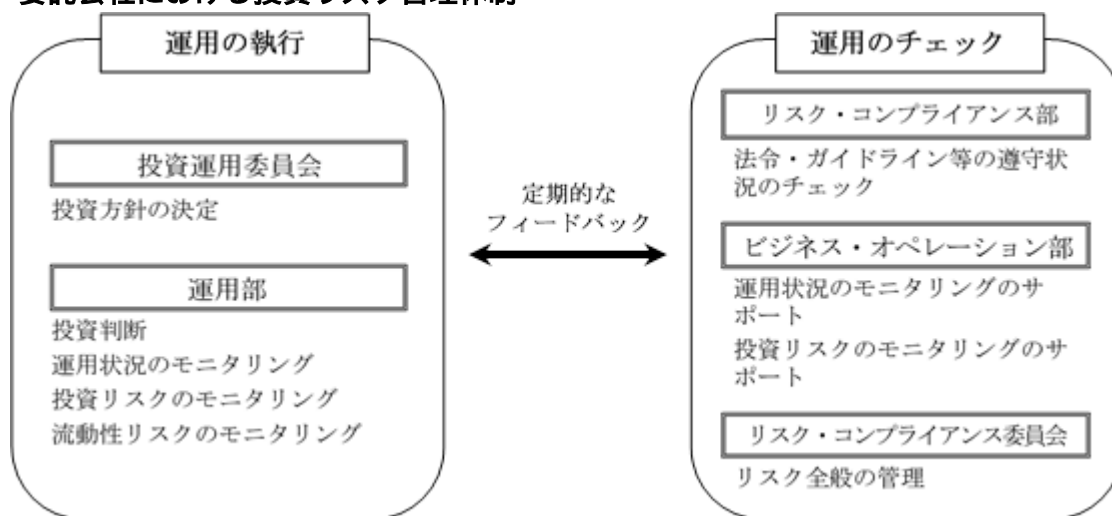 委託会社における投資リスク管理体制
運用の執行
投資運用委員会
投資方針の決定
運用部
投資判断
運用状況のモニタリング
投資リスクのモニタリング
流動性リスクのモニタリング
定期的な
フィードバック
運用のチェック
リスク・コンプライアンス部
法令・ガイドライン等の遵守状
況のチェック
ビジネス・オペレーション部
運用状況のモニタリングのサ
ポート
投資リスクのモニタリングのサ
ポート
リスク・コンプライアンス委員会
リスク全般の管理